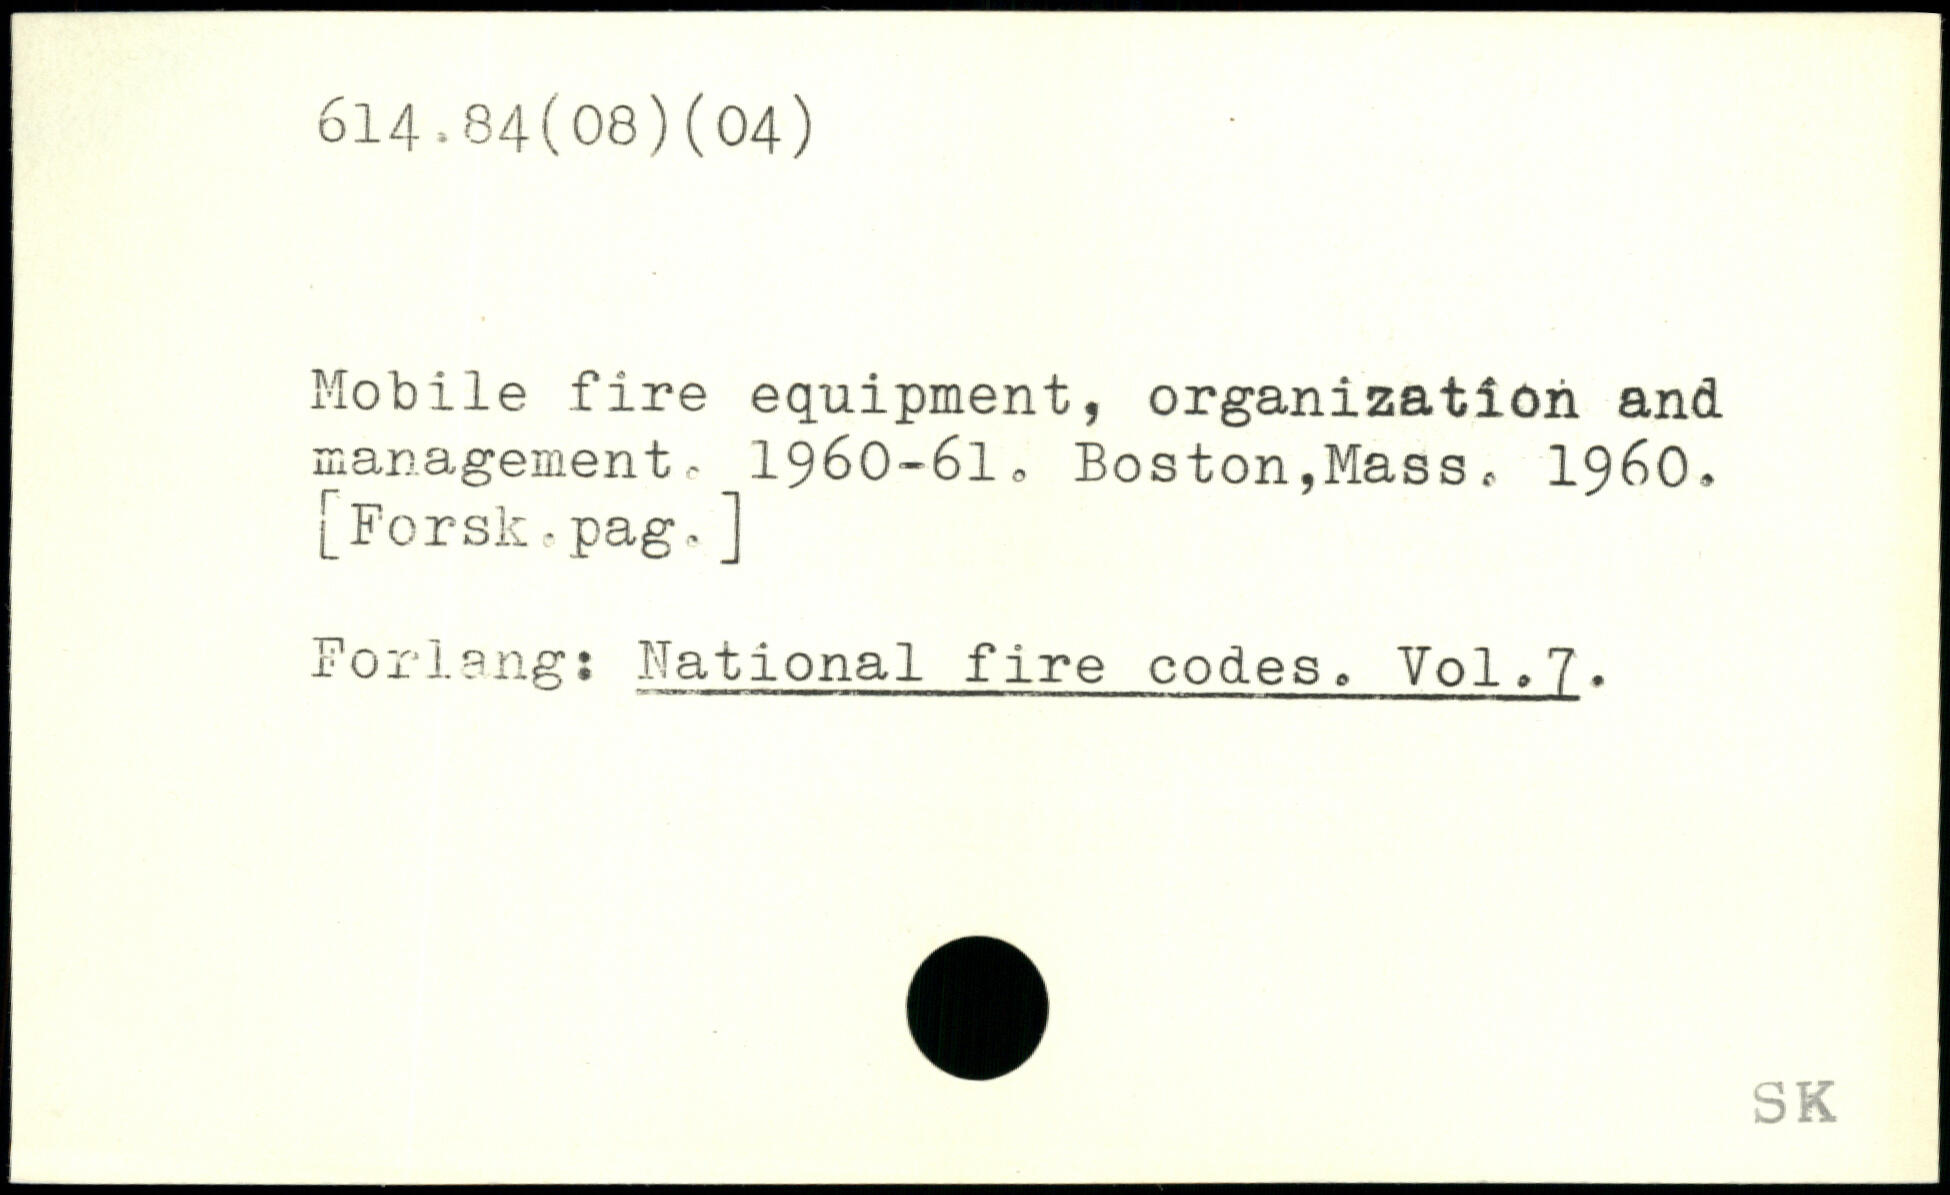 614.84(08)(04)
Mobile fire equipment, organization and
management. 1960-61. Boston,Mass. 1960.
[Forsk.pag.]
Forlang: National fire codes. Vol.7.
SK